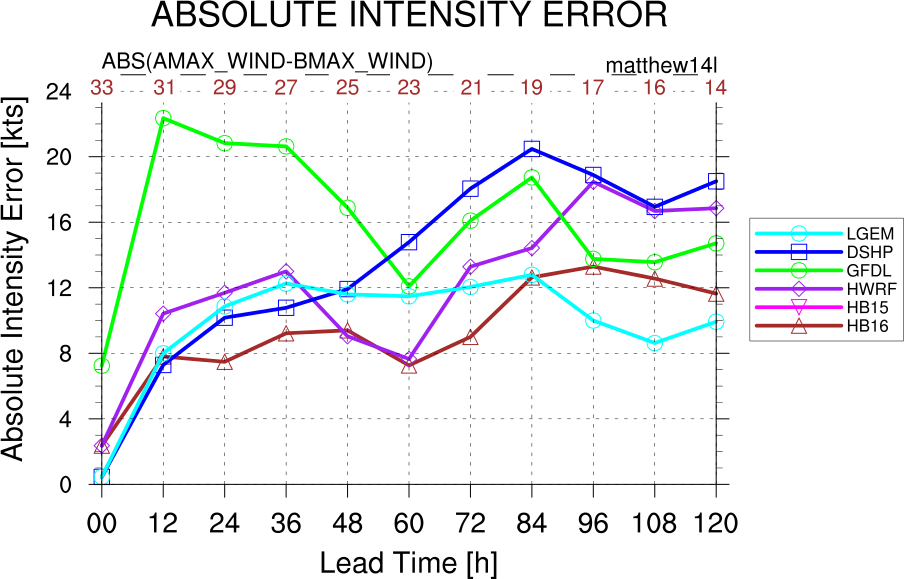 ABSOLUTE INTENSITY ERROR
ABS(AMAX_WIND-BMAX_WIND) matthew14l
33 31 29 27 25 23 21 19 17 16 14
24
20
16
12
8
4
0
Absolute Intensity Error [kts]
00 12 24 36 48 60 72 84 96 108 120
Lead Time [h]
LGEM
DSHP
GFDL
HWRF
HB15
HB16